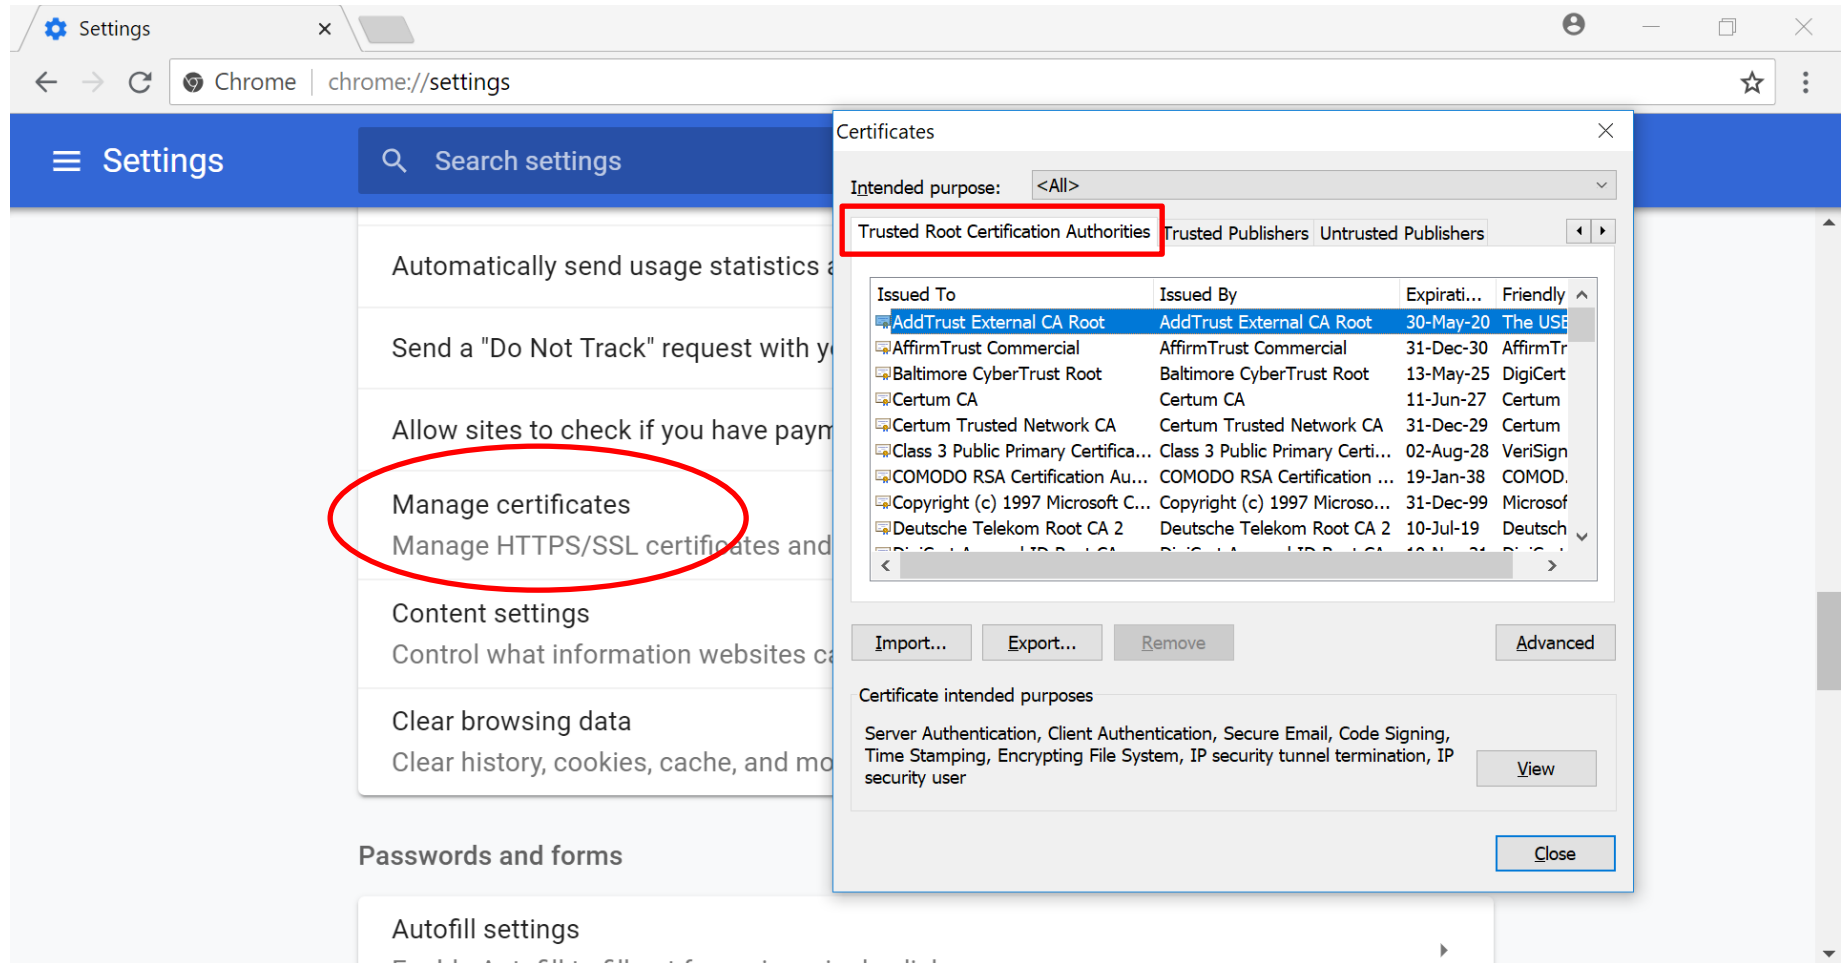 Settings
Chrome chrome://settings
Settings
Search settings
Automatically send usage statistics
Send a "Do Not Track" request with
Allow sites to check if you have
Manage certificates
Manage HTTPS/SSL certificates and
Content settings
Control what information websites
Clear browsing data
Clear history, cookies, cache, and
Passwords and forms
Autofill settings
Certificates
Intended purpose: <All>
Trusted Root Certification Authorities Trusted Publishers Untrusted Publishers
Issued To Issued By Expirati... Friendly
AddTrust External CA Root AddTrust External CA Root 30-May-20 The USE
AffirmTrust Commercial AffirmTrust Commercial 31-Dec-30 AffirmTr
Baltimore CyberTrust Root Baltimore CyberTrust Root 13-May-25 DigiCert
Certum CA Certum CA 11-Jun-27 Certum
Certum Trusted Network CA Certum Trusted Network CA 31-Dec-29 Certum
Class 3 Public Primary Certifica... Class 3 Public Primary Certi... 02-Aug-28 VeriSign
COMODO RSA Certification Au... COMODO RSA Certification ... 19-Jan-38 COMOD.
Copyright (c) 1997 Microsoft C... Copyright (c) 1997 Microso... 31-Dec-99 Microsof
Deutsche Telekom Root CA 2 Deutsche Telekom Root CA 2 10-Jul-19 Deutsch
Import... Export... Remove Advanced
Certificate intended purposes
Server Authentication, Client Authentication, Secure Email, Code Signing,
Time Stamping, Encrypting File System, IP security tunnel termination, IP
security user
View
Close